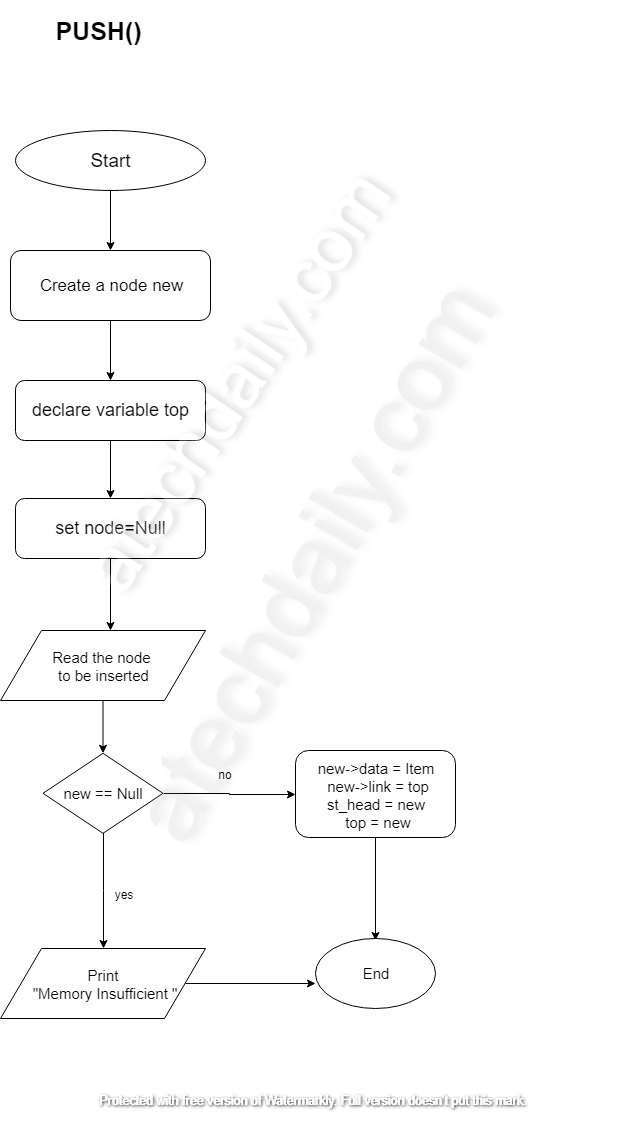 PUSH()
Start
Create a node new
declare variable top
set node=Null
Read the node
to be inserted
new == Null
no
new->data = Item
new->link = top
st_head = new
top = new
yes
Print
"Memory Insufficient "
End
atechdaily.com
atechdaily.com
Protected with free version of Watermarkly. Full version doesn't put this mark.